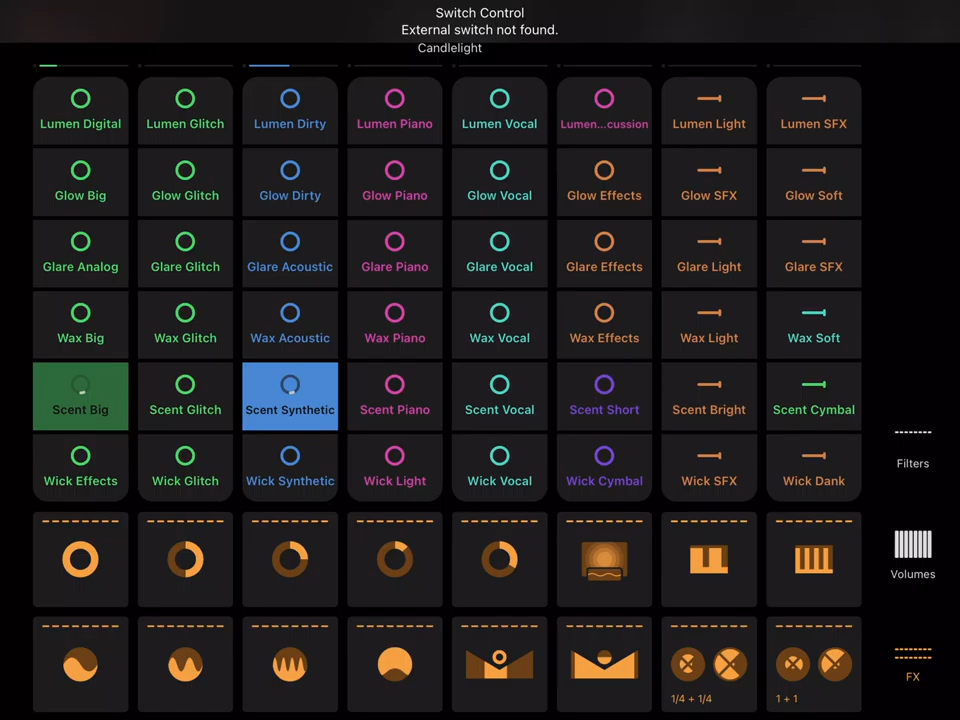 Switch Control
External switch not found.
Candlelight
Lumen Digital Lumen Glitch Lumen Dirty Lumen Piano Lumen Vocal Lumen...cussion Lumen Light Lumen SFX
Glow Big Glow Glitch Glow Dirty Glow Piano Glow Vocal Glow Effects Glow SFX Glow Soft
Glare Analog Glare Glitch Glare Acoustic Glare Piano Glare Vocal Glare Effects Glare Light Glare SFX
Wax Big Wax Glitch Wax Acoustic Wax Piano Wax Vocal Wax Effects Wax Light Wax Soft
Scent Big Scent Glitch Scent Synthetic Scent Piano Scent Vocal Scent Short Scent Bright Scent Cymbal
Filters
Wick Effects Wick Glitch Wick Synthetic Wick Light Wick Vocal Wick Cymbal Wick SFX Wick Dank
Volumes
FX
1/4 + 1/4 1 + 1